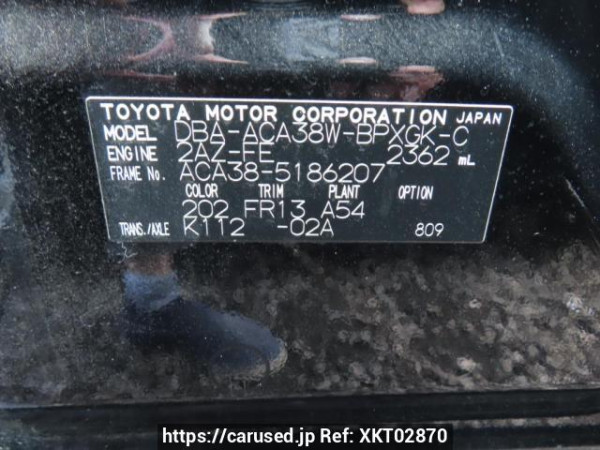 TOYOTA MOTOR CORPORATION JAPAN
MODEL DBA-ACA38W-BPXGK-C
ENGINE 2AZ-FE 2362 mL
FRAME No. ACA38-5186207
COLOR TRIM PLANT OPTION
202 FR13 A54
TRANS./AXLE K112 -02A 809
https://carused.jp Ref: XKT02870